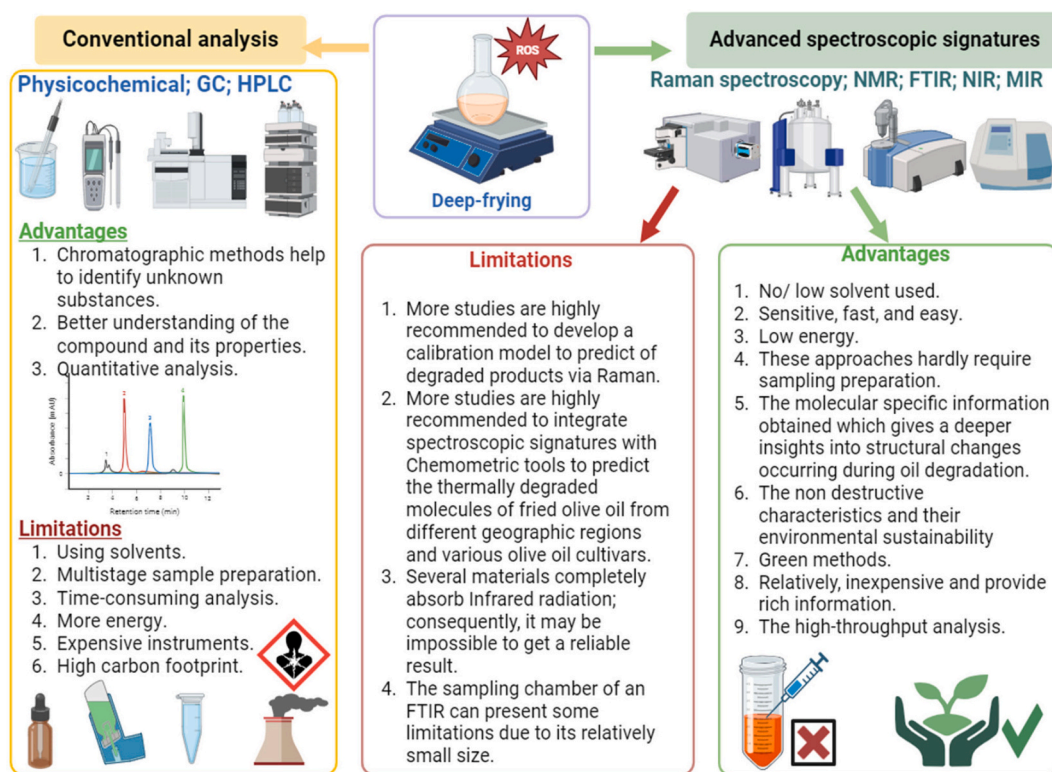 Conventional analysis
ROS
Deep-frying
Advanced spectroscopic signatures
Physicochemical; GC; HPLC
Raman spectroscopy; NMR; FTIR; NIR; MIR
Advantages
1. Chromatographic methods help
to identify unknown
substances.
2. Better understanding of the
compound and its properties.
3. Quantitative analysis.
Absorbance (mAU)
0
1
2
3
4
2
4
6
8
10
12
Retention time (min)
Limitations
1. Using solvents.
2. Multistage sample preparation.
3. Time-consuming analysis.
4. More energy.
5. Expensive instruments.
6. High carbon footprint.
Limitations
1. More studies are highly
recommended to develop a
calibration model to predict of
degraded products via Raman.
2. More studies are highly
recommended to integrate
spectroscopic signatures with
Chemometric tools to predict
the thermally degraded
molecules of fried olive oil from
different geographic regions
and various olive oil cultivars.
3. Several materials completely
absorb Infrared radiation;
consequently, it may be
impossible to get a reliable
result.
4. The sampling chamber of an
FTIR can present some
limitations due to its relatively
small size.
Advantages
1. No/ low solvent used.
2. Sensitive, fast, and easy.
3. Low energy.
4. These approaches hardly require
sampling preparation.
5. The molecular specific information
obtained which gives a deeper
insights into structural changes
occurring during oil degradation.
6. The non destructive
characteristics and their
environmental sustainability
7. Green methods.
8. Relatively, inexpensive and provide
rich information.
9. The high-throughput analysis.